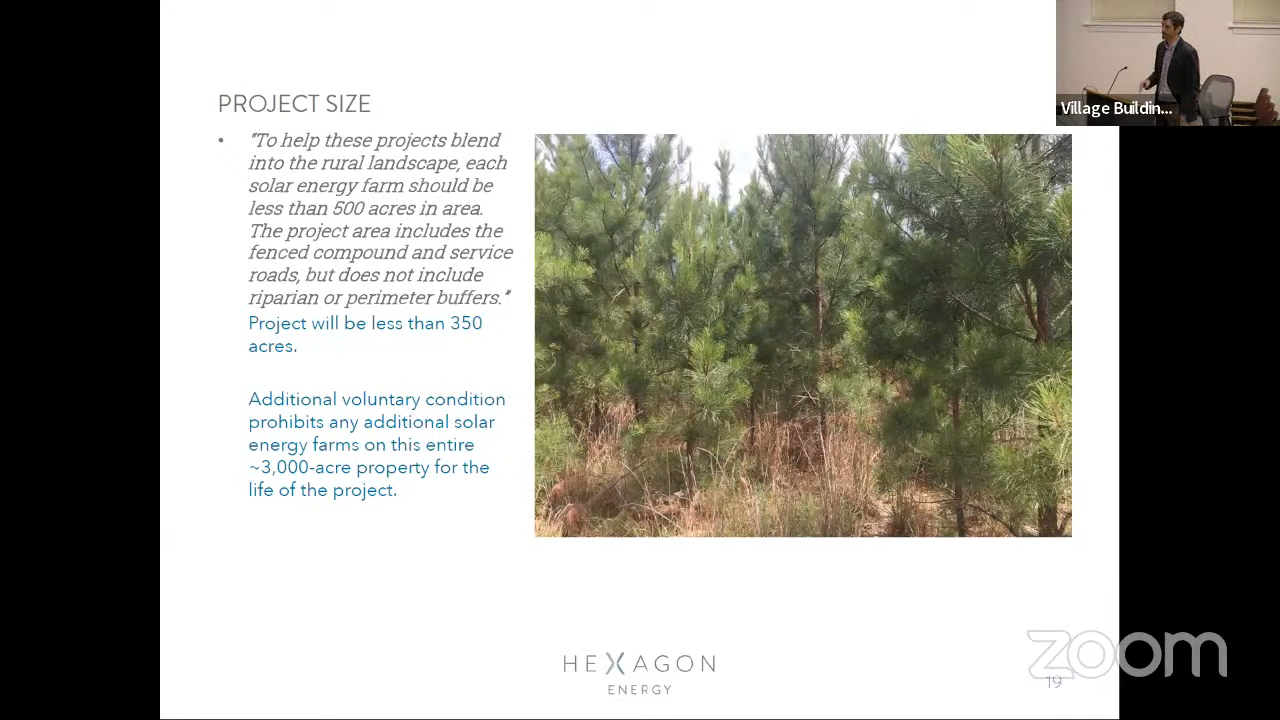 PROJECT SIZE
• "To help these projects blend
into the rural landscape, each
solar energy farm should be
less than 500 acres in area.
The project area includes the
fenced compound and service
roads, but does not include
riparian or perimeter buffers."
Project will be less than 350
acres.
Additional voluntary condition
prohibits any additional solar
energy farms on this entire
~3,000-acre property for the
life of the project.
Village Buildin...
HEXAGON
ENERGY
zoom
19